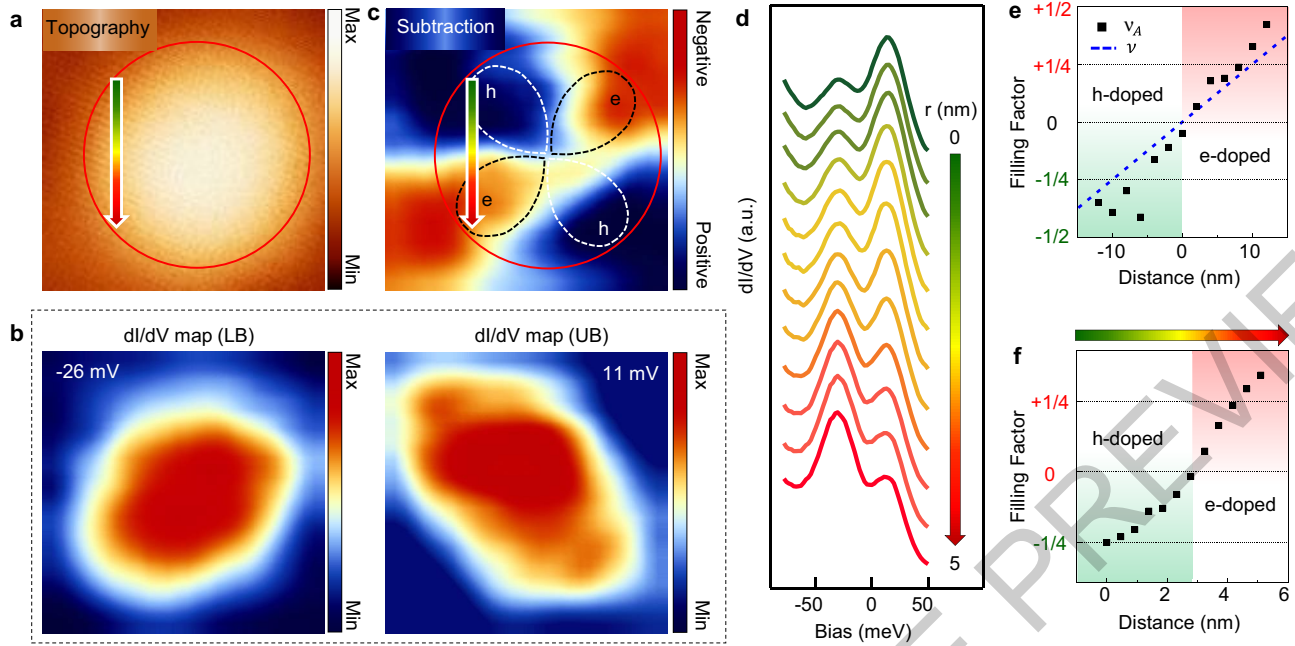 a
Topography
Max
Min
c
Subtraction
h
e
e
h
Negative
Positive
b
dI/dV map (LB)
-26 mV
Max
Min
dI/dV map (UB)
11 mV
Max
Min
d
dI/dV (a.u.)
r (nm)
0
5
-50
0
50
Bias (meV)
e
+1/2
+1/4
0
-1/4
-1/2
Filling Factor
ν_A
ν
h-doped
e-doped
-10
0
10
Distance (nm)
f
+1/4
0
-1/4
Filling Factor
h-doped
e-doped
0
2
4
6
Distance (nm)
E PREVIE